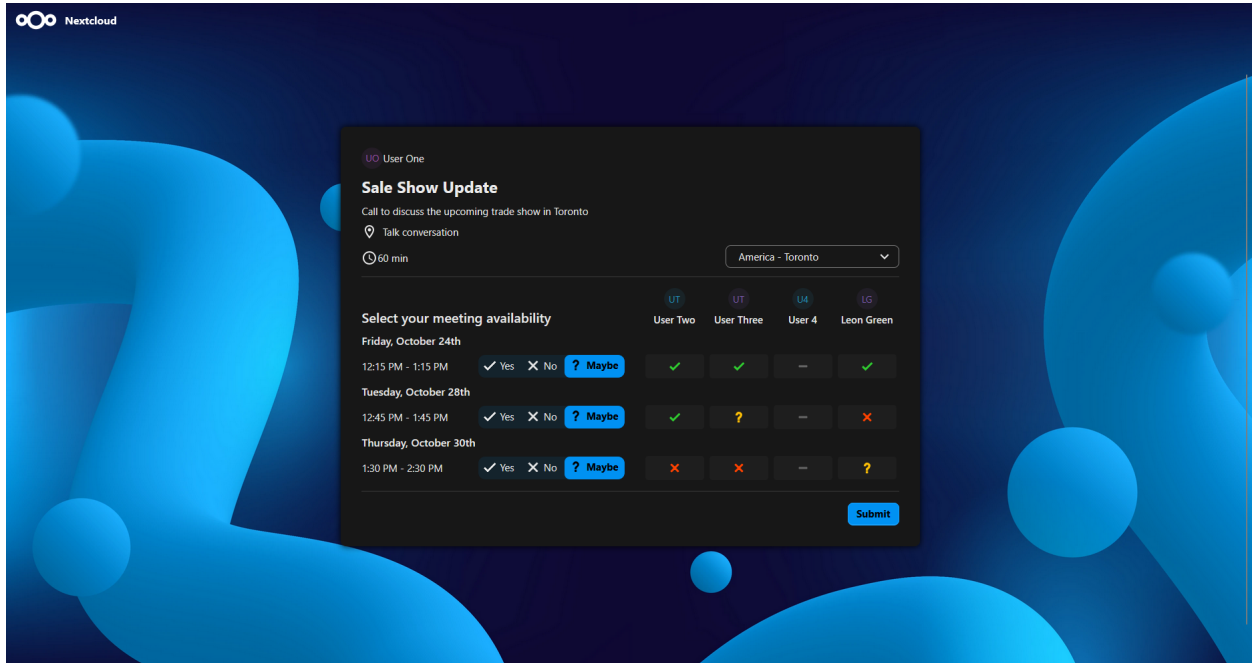 Nextcloud
UO User One
Sale Show Update
Call to discuss the upcoming trade show in Toronto
Talk conversation
60 min
America - Toronto
UT UT U4 LG
Select your meeting availability User Two User Three User 4 Leon Green
Friday, October 24th
12:15 PM - 1:15 PM Yes No ? Maybe
Tuesday, October 28th
12:45 PM - 1:45 PM Yes No ? Maybe ?
Thursday, October 30th
1:30 PM - 2:30 PM Yes No ? Maybe ?
Submit